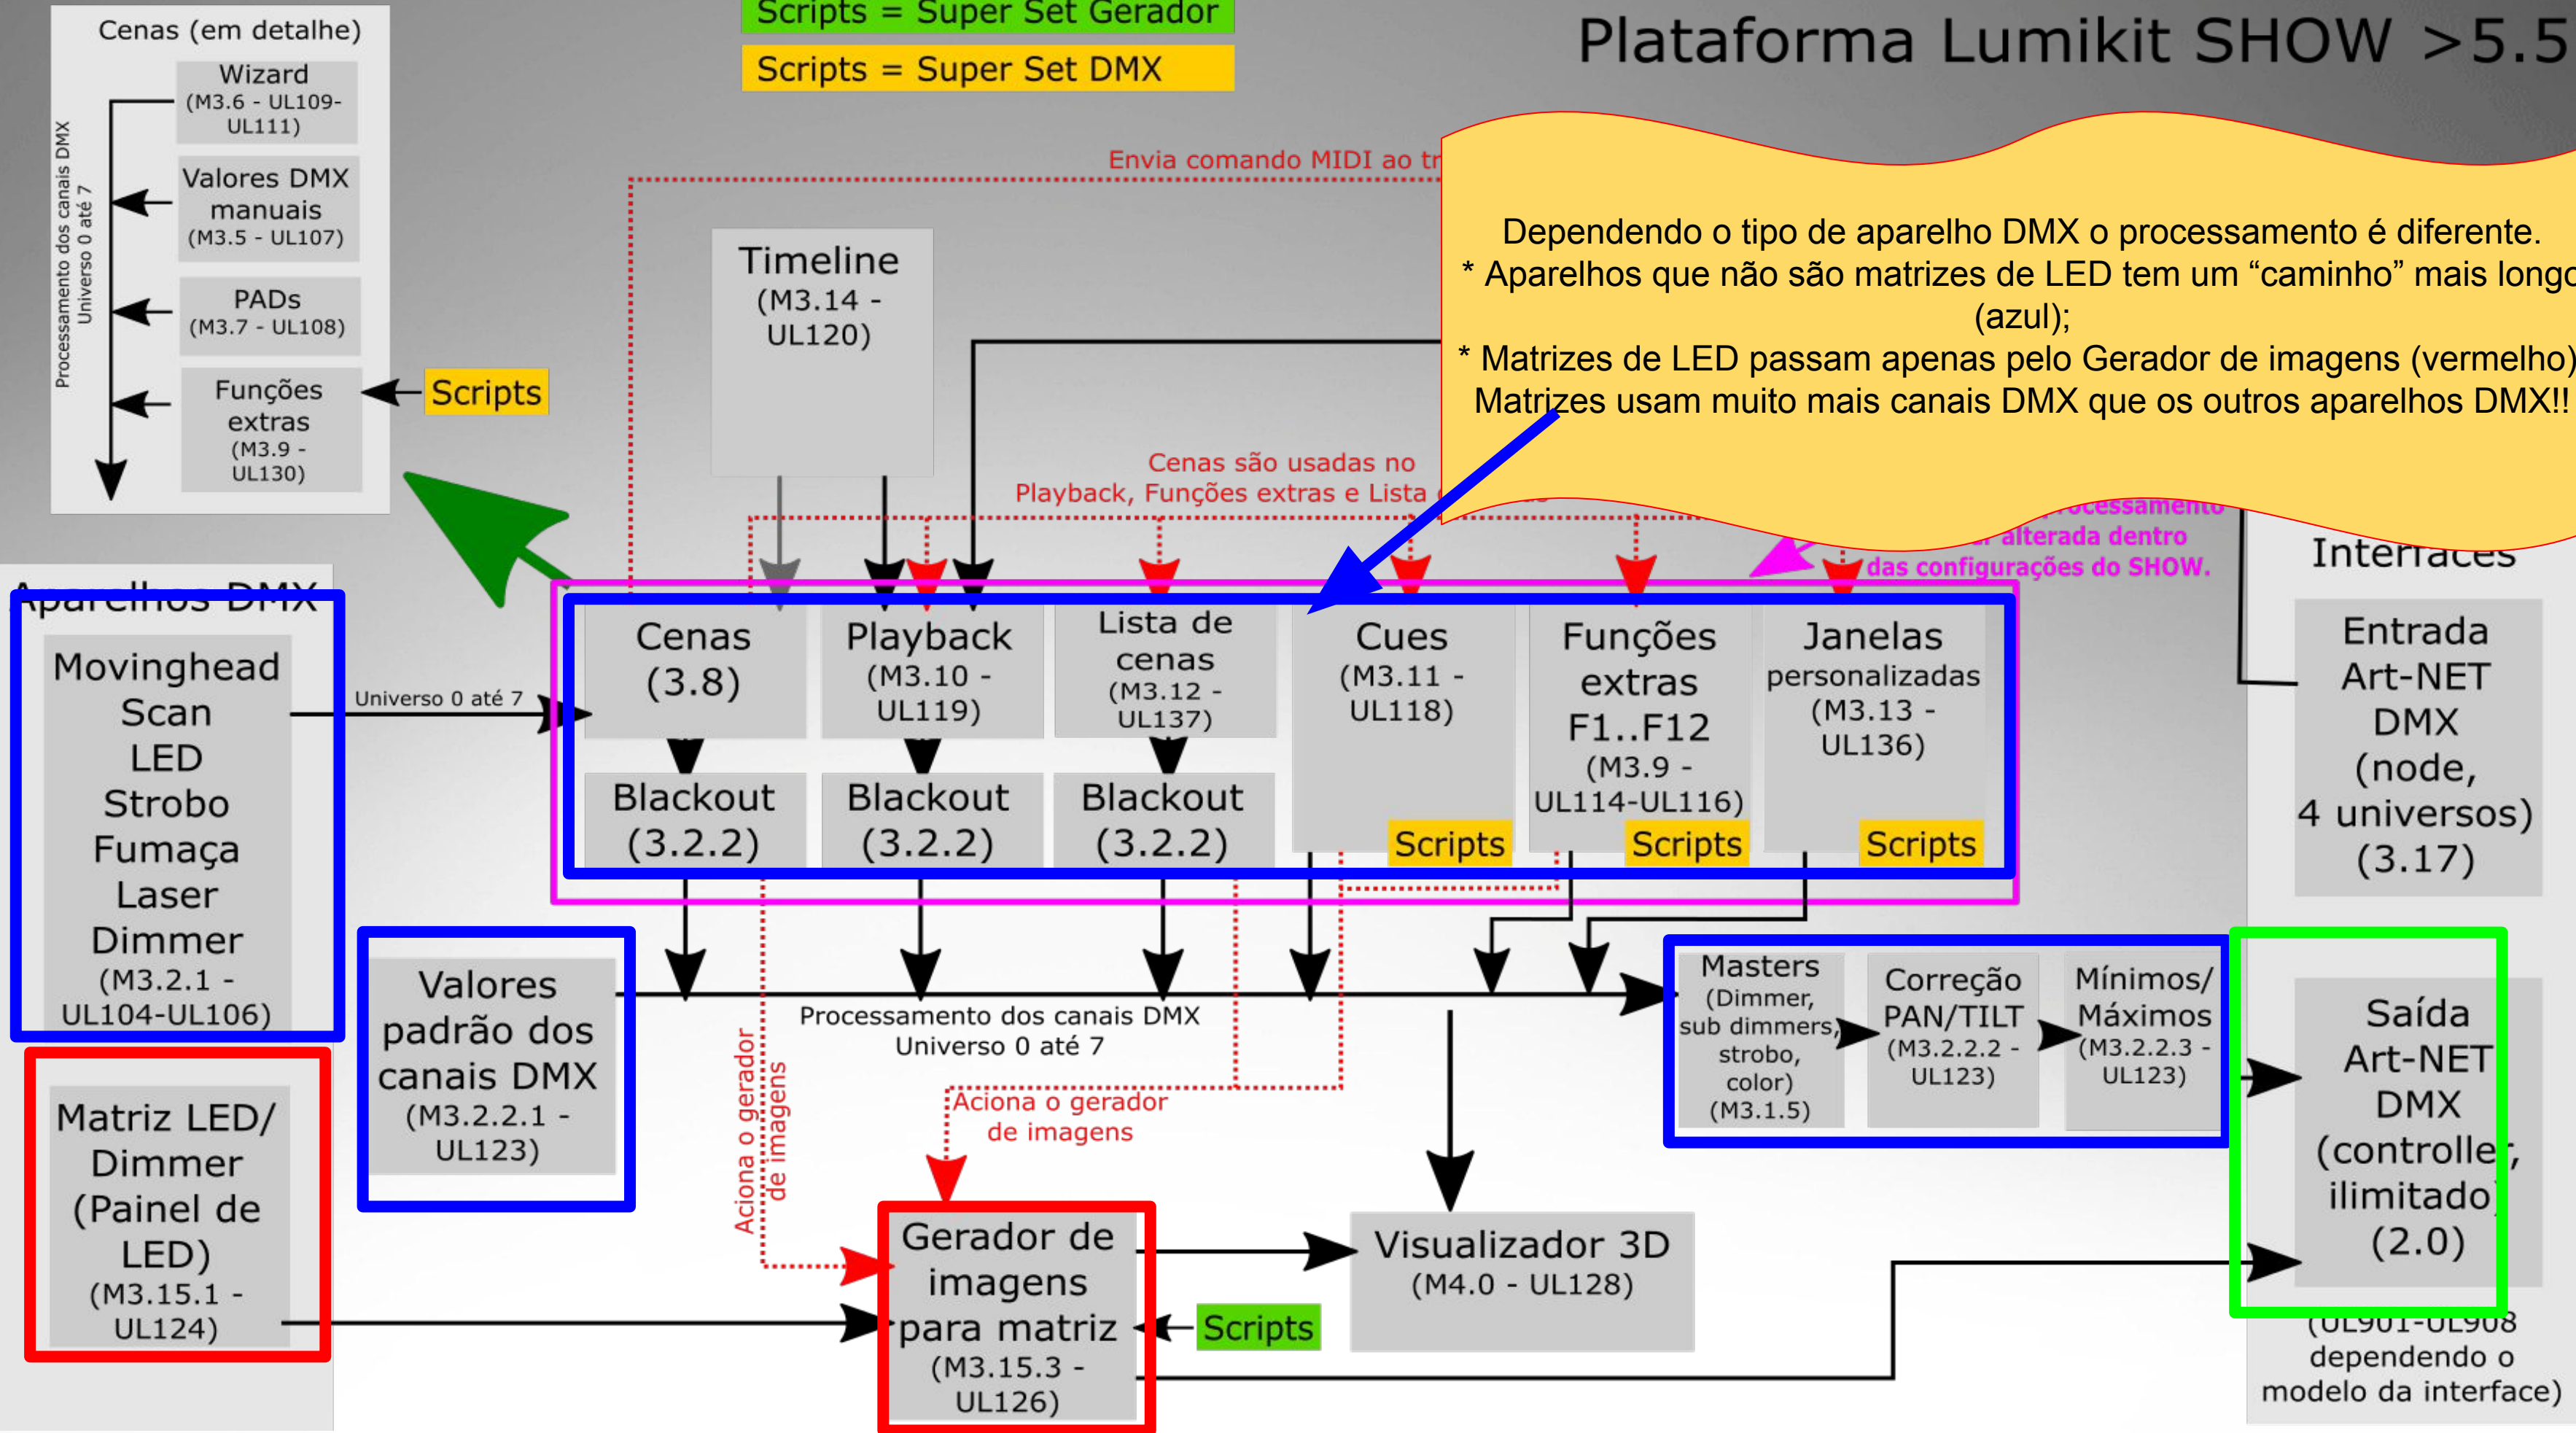 Scripts = Super Set Gerador
Scripts = Super Set DMX
Plataforma Lumikit SHOW >5.5
Cenas (em detalhe)
Wizard
(M3.6 - UL109-
UL111)
Valores DMX
manuais
(M3.5 - UL107)
PADs
(M3.7 - UL108)
Funções
extras
(M3.9 -
UL130)
Scripts
Processamento dos canais DMX
Universo 0 até 7
Timeline
(M3.14 -
UL120)
Envia comando MIDI ao
Dependendo o tipo de aparelho DMX o processamento é diferente.
* Aparelhos que não são matrizes de LED tem um “caminho” mais longo
(azul);
* Matrizes de LED passam apenas pelo Gerador de imagens (vermelho)
Matrizes usam muito mais canais DMX que os outros aparelhos DMX!!
Cenas são usadas no
Playback, Funções extras e Lista
alterada dentro
das configurações do SHOW.
Aparelhos DMX
Movinghead
Scan
LED
Strobo
Fumaça
Laser
Dimmer
(M3.2.1 -
UL104-UL106)
Matriz LED/
Dimmer
(Painel de
LED)
(M3.15.1 -
UL124)
Universo 0 até 7
Cenas
(3.8)
Blackout
(3.2.2)
Playback
(M3.10 -
UL119)
Blackout
(3.2.2)
Lista de
cenas
(M3.12 -
UL137)
Blackout
(3.2.2)
Cues
(M3.11 -
UL118)
Scripts
Funções
extras
F1..F12
(M3.9 -
UL114-UL116)
Scripts
Janelas
personalizadas
(M3.13 -
UL136)
Scripts
Valores
padrão dos
canais DMX
(M3.2.2.1 -
UL123)
Processamento dos canais DMX
Universo 0 até 7
Aciona o gerador
de imagens
Aciona o gerador
de imagens
Masters
(Dimmer,
sub dimmers,
strobo,
color)
(M3.1.5)
Correção
PAN/TILT
(M3.2.2.2 -
UL123)
Mínimos/
Máximos
(M3.2.2.3 -
UL123)
Gerador de
imagens
para matriz
(M3.15.3 -
UL126)
Scripts
Visualizador 3D
(M4.0 - UL128)
Interfaces
Entrada
Art-NET
DMX
(node,
4 universos)
(3.17)
Saída
Art-NET
DMX
(controller,
ilimitado)
(2.0)
(UL901-UL908
dependendo o
modelo da interface)